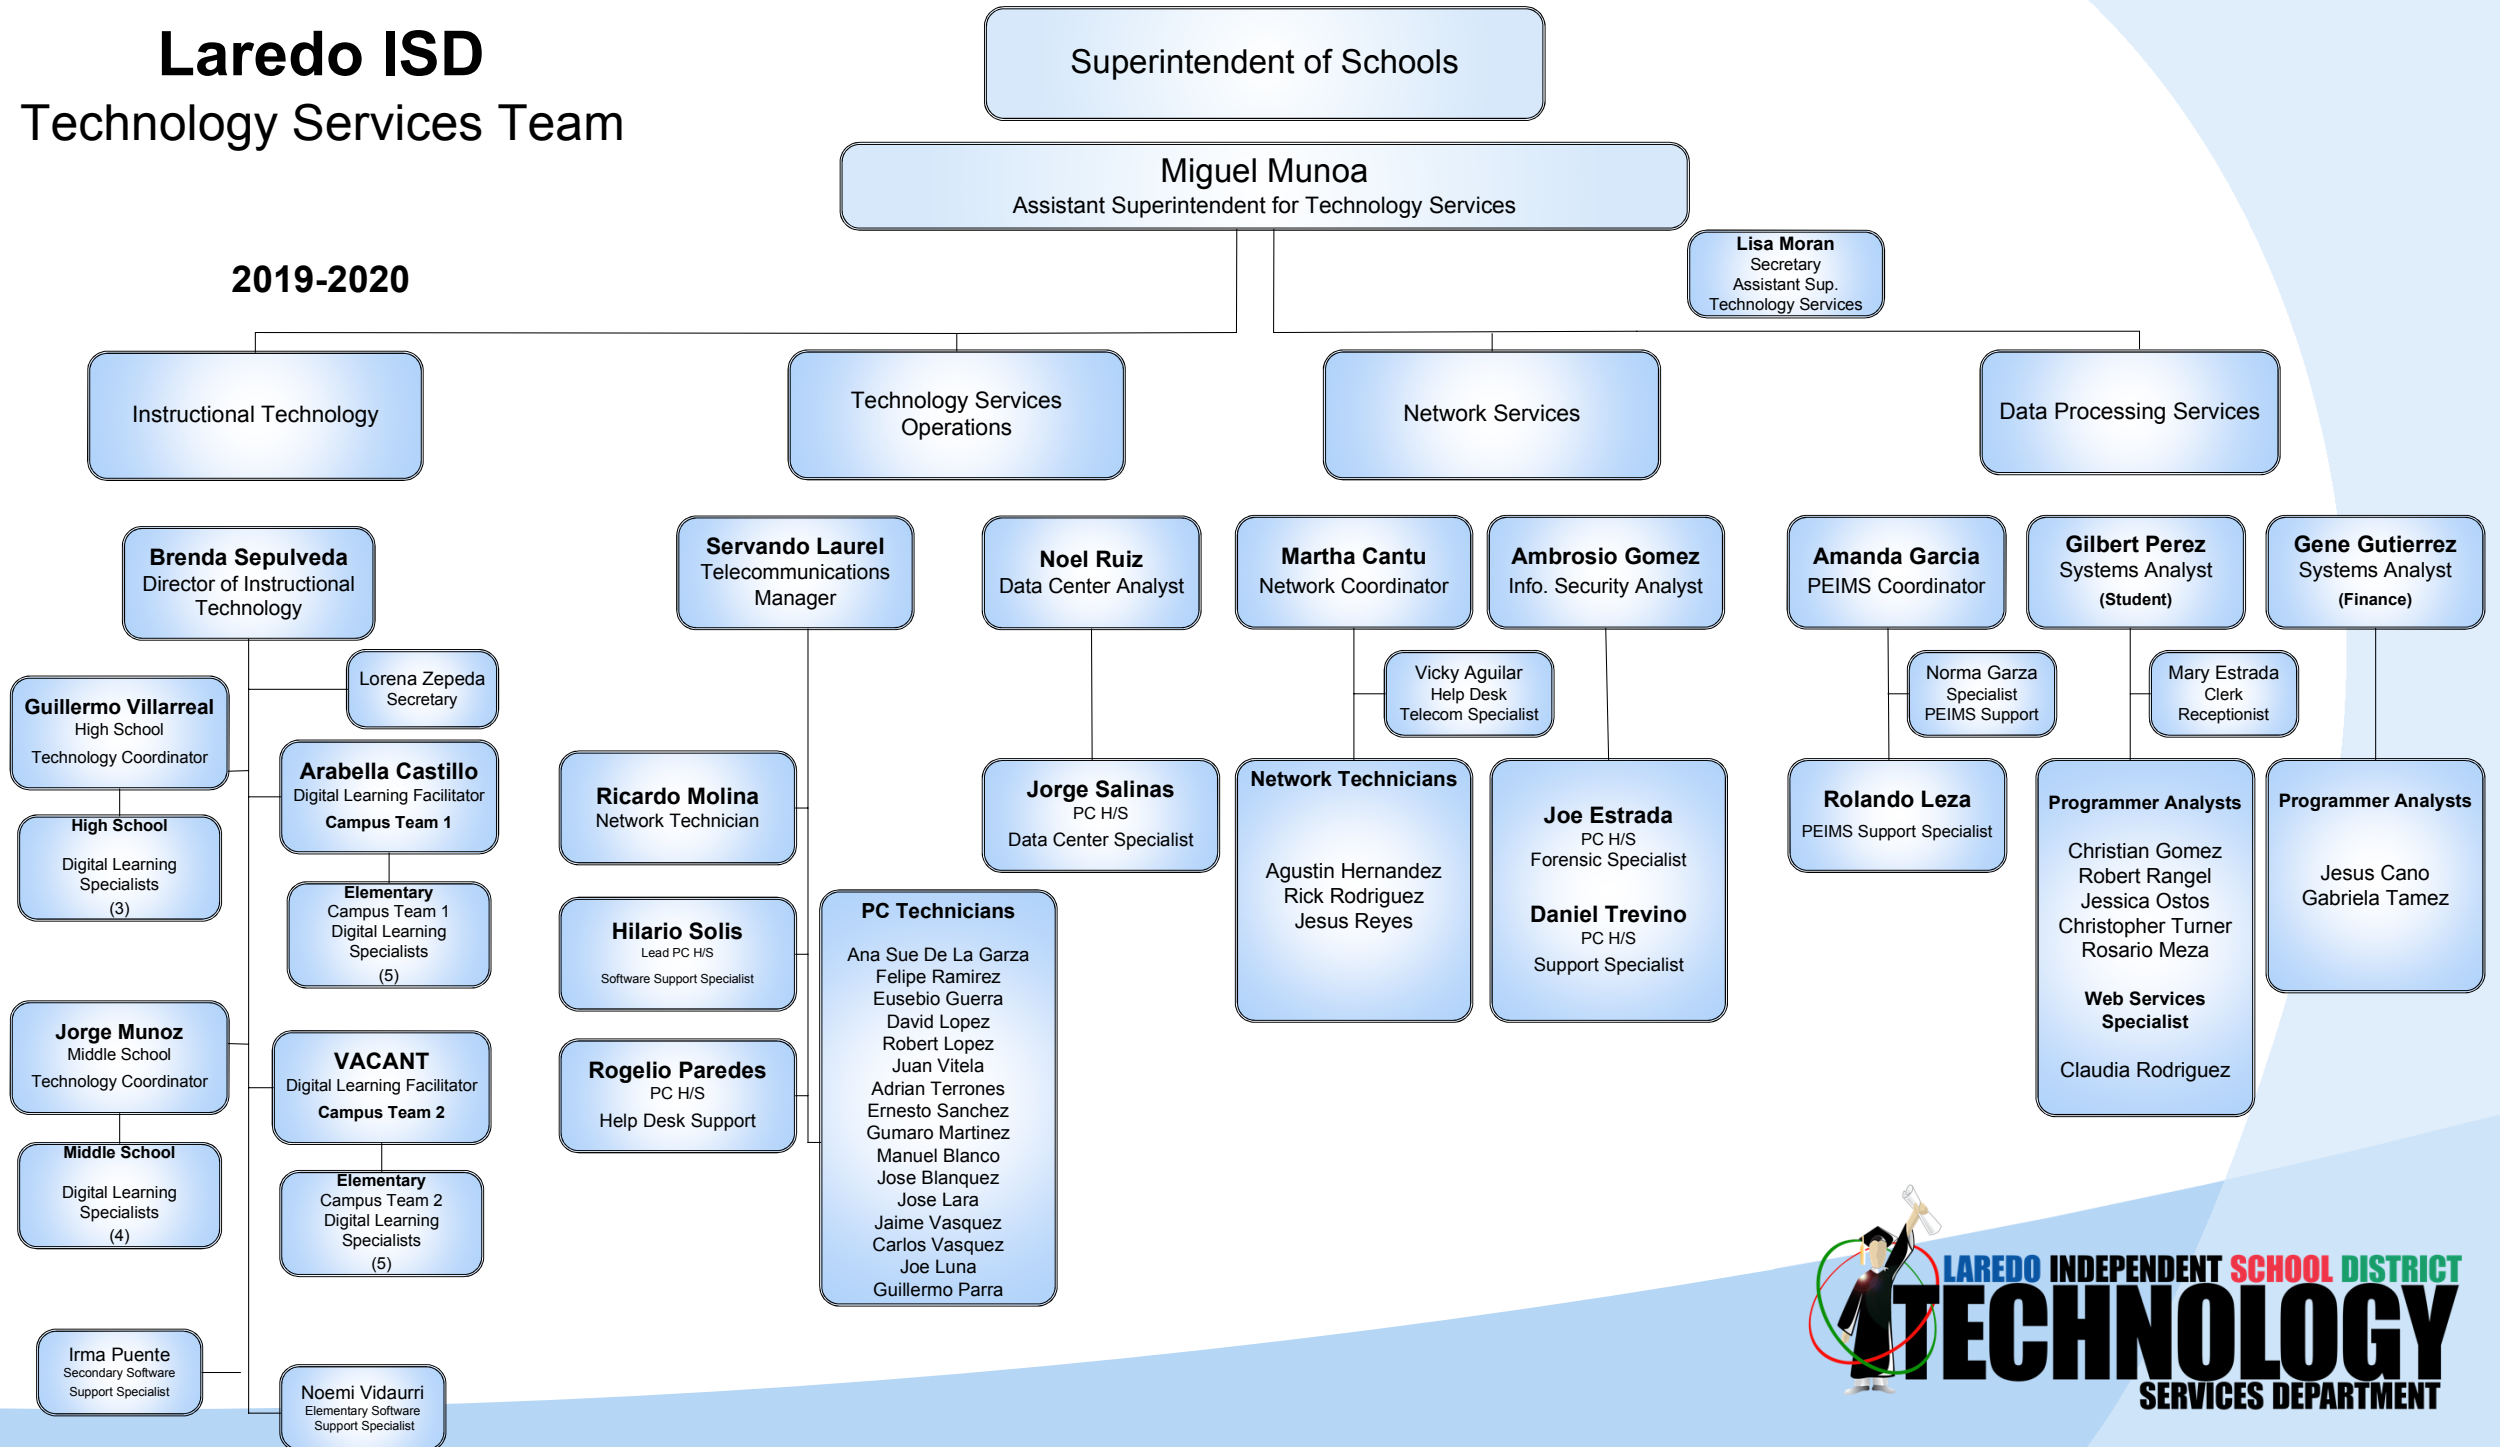 Laredo ISD
Technology Services Team
2019-2020
Superintendent of Schools
Miguel Munoa
Assistant Superintendent for Technology Services
Lisa Moran
Secretary
Assistant Sup.
Technology Services
Instructional Technology
Technology Services
Operations
Network Services
Data Processing Services
Brenda Sepulveda
Director of Instructional
Technology
Lorena Zepeda
Secretary
Guillermo Villarreal
High School
Technology Coordinator
High School
Digital Learning
Specialists
(3)
Arabella Castillo
Digital Learning Facilitator
Campus Team 1
Elementary
Campus Team 1
Digital Learning
Specialists
(5)
Jorge Munoz
Middle School
Technology Coordinator
Middle School
Digital Learning
Specialists
(4)
VACANT
Digital Learning Facilitator
Campus Team 2
Elementary
Campus Team 2
Digital Learning
Specialists
(5)
Irma Puente
Secondary Software
Support Specialist
Noemi Vidaurri
Elementary Software
Support Specialist
Servando Laurel
Telecommunications
Manager
Ricardo Molina
Network Technician
Hilario Solis
Lead PC H/S
Software Support Specialist
Rogelio Paredes
PC H/S
Help Desk Support
PC Technicians
Ana Sue De La Garza
Felipe Ramirez
Eusebio Guerra
David Lopez
Robert Lopez
Juan Vitela
Adrian Terrones
Ernesto Sanchez
Gumaro Martinez
Manuel Blanco
Jose Blanquez
Jose Lara
Jaime Vasquez
Carlos Vasquez
Joe Luna
Guillermo Parra
Noel Ruiz
Data Center Analyst
Jorge Salinas
PC H/S
Data Center Specialist
Martha Cantu
Network Coordinator
Vicky Aguilar
Help Desk
Telecom Specialist
Network Technicians
Agustin Hernandez
Rick Rodriguez
Jesus Reyes
Ambrosio Gomez
Info. Security Analyst
Joe Estrada
PC H/S
Forensic Specialist
Daniel Trevino
PC H/S
Support Specialist
Amanda Garcia
PEIMS Coordinator
Norma Garza
Specialist
PEIMS Support
Rolando Leza
PEIMS Support Specialist
Gilbert Perez
Systems Analyst
(Student)
Mary Estrada
Clerk
Receptionist
Programmer Analysts
Christian Gomez
Robert Rangel
Jessica Ostos
Christopher Turner
Rosario Meza
Web Services
Specialist
Claudia Rodriguez
Gene Gutierrez
Systems Analyst
(Finance)
Programmer Analysts
Jesus Cano
Gabriela Tamez
LAREDO INDEPENDENT SCHOOL DISTRICT
TECHNOLOGY
SERVICES DEPARTMENT